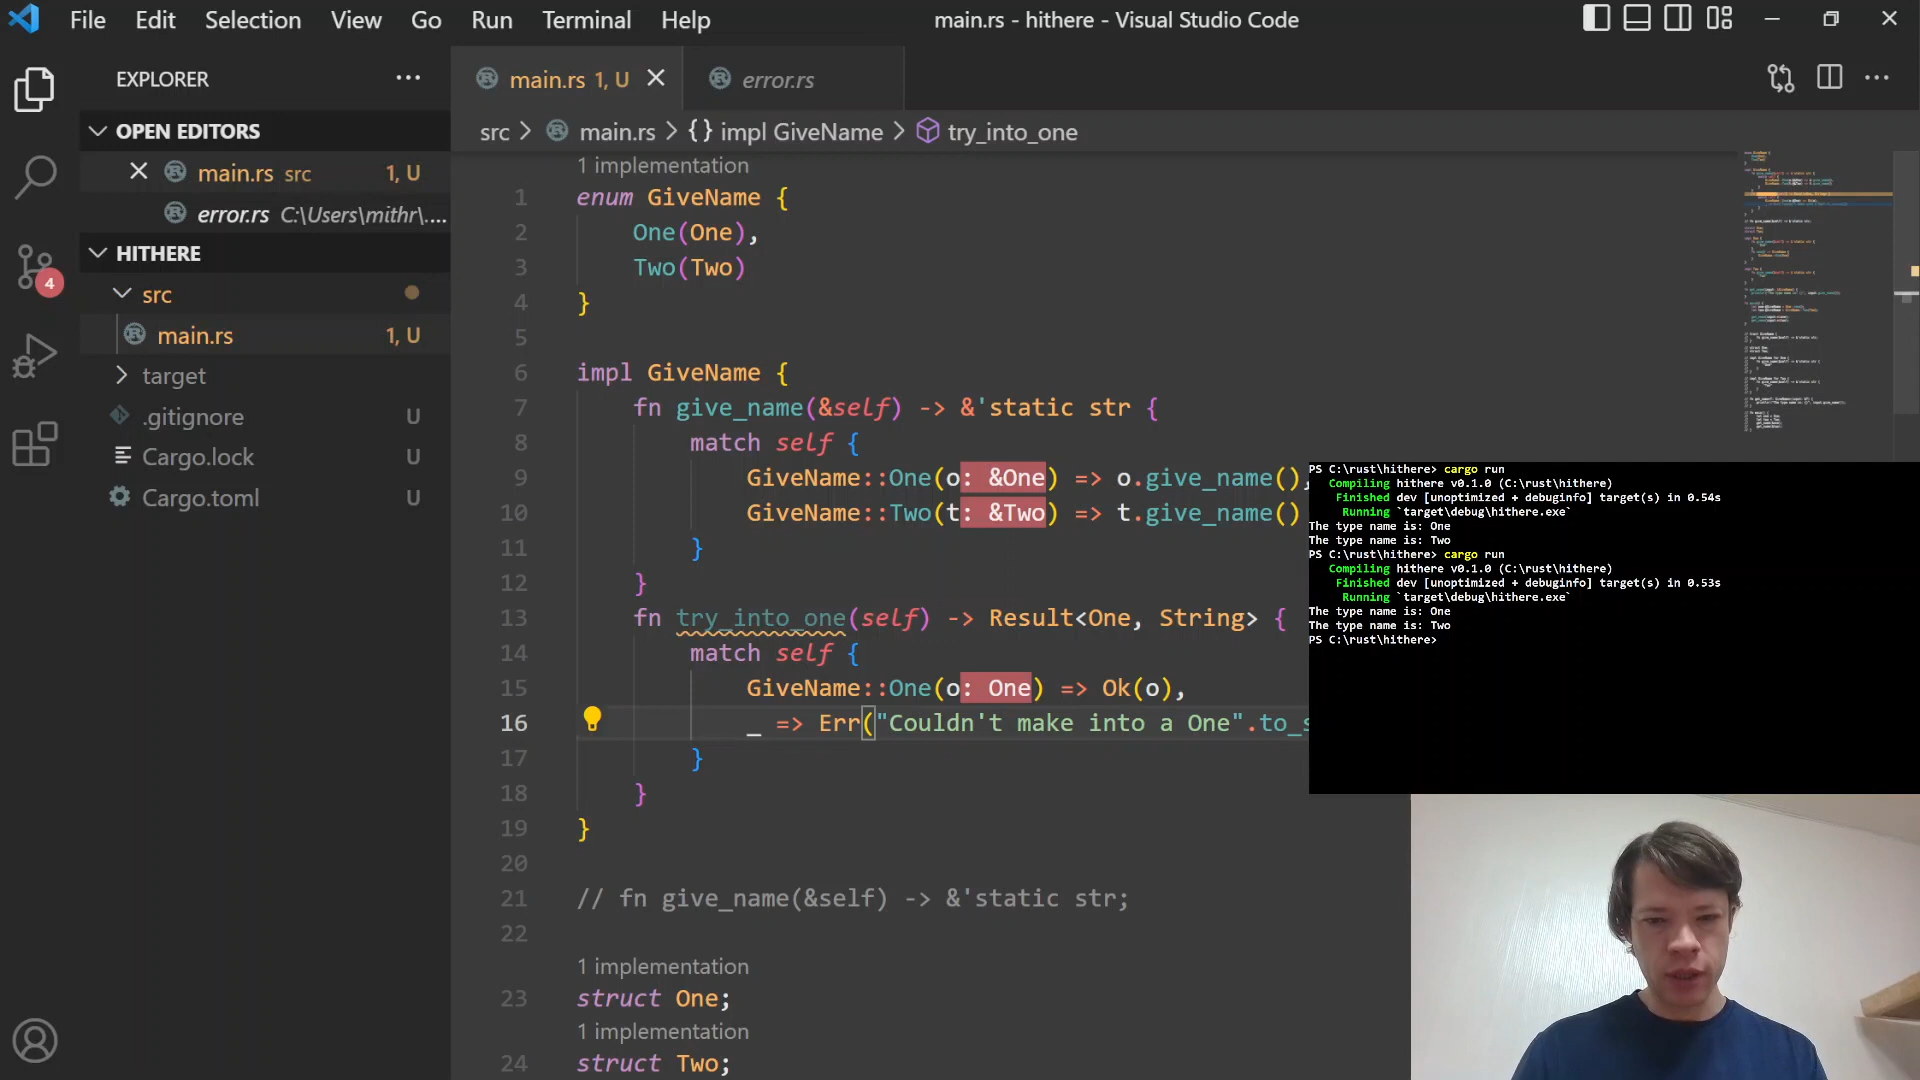 File Edit Selection View Go Run Terminal Help
main.rs - hithere - Visual Studio Code
EXPLORER
OPEN EDITORS
main.rs src 1, U
error.rs C:\Users\mithr\....
HITHERE
src
main.rs 1, U
target
.gitignore U
Cargo.lock U
Cargo.toml U
4
main.rs 1, U
error.rs
src > main.rs > {} impl GiveName > try_into_one
1 implementation
1 enum GiveName {
2 One(One),
3 Two(Two)
4 }
5
6 impl GiveName {
7 fn give_name(&self) -> &'static str {
8 match self {
9 GiveName::One(o: &One) => o.give_name(),
10 GiveName::Two(t: &Two) => t.give_name()
11 }
12 }
13 fn try_into_one(self) -> Result<One, String> {
14 match self {
15 GiveName::One(o: One) => Ok(o),
16 _ => Err("Couldn't make into a One".to_s
17 }
18 }
19 }
20
21 // fn give_name(&self) -> &'static str;
22
1 implementation
23 struct One;
1 implementation
24 struct Two;
PS C:\rust\hithere> cargo run
Compiling hithere v0.1.0 (C:\rust\hithere)
Finished dev [unoptimized + debuginfo] target(s) in 0.54s
Running `target\debug\hithere.exe`
The type name is: One
The type name is: Two
PS C:\rust\hithere> cargo run
Compiling hithere v0.1.0 (C:\rust\hithere)
Finished dev [unoptimized + debuginfo] target(s) in 0.53s
Running `target\debug\hithere.exe`
The type name is: One
The type name is: Two
PS C:\rust\hithere>